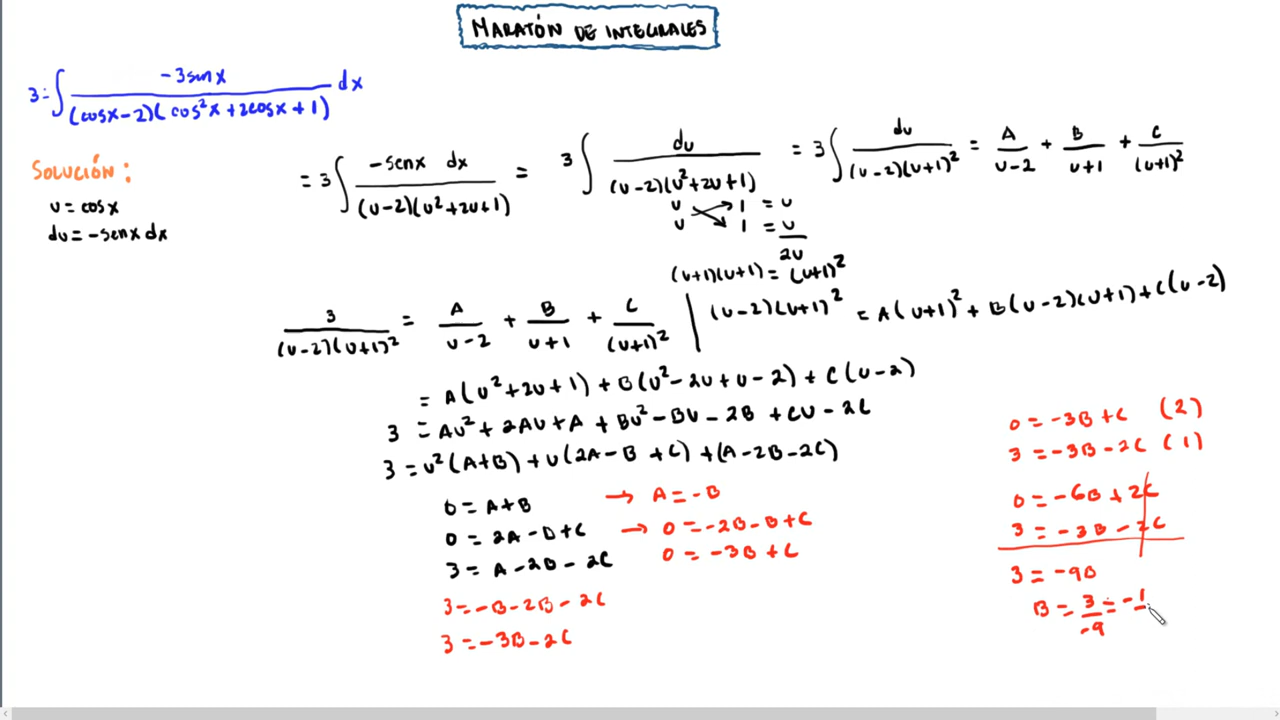 MARATÓN DE INTEGRALES
3= ∫ -3senx / (cosx-2)(cos²x+2cosx+1) dx
SOLUCIÓN:
u = cosx
du = -senx dx
= 3 ∫ -senx dx / (u-2)(u²+2u+1) = 3 ∫ du / (u-2)(u²+2u+1) = 3 ∫ du / (u-2)(u+1)² = A/(u-2) + B/(u+1) + C/(u+1)²
u 1 = u
u 1 = u
2u
(u+1)(u+1) = (u+1)²
3 / (u-2)(u+1)² = A/(u-2) + B/(u+1) + C/(u+1)² | (u-2)(u+1)² = A(u+1)² + B(u-2)(u+1) + C(u-2)
= A(u²+2u+1) + B(u²-2u+u-2) + C(u-2)
3 = Au²+2Au+A + Bu²-Bu-2B + Cu-2C
3 = u²(A+B) + u(2A-B+C) + (A-2B-2C)
0 = A+B → A = -B
0 = 2A-B+C → 0 = -2B-B+C
0 = -3B+C
3 = A-2B-2C
3 = -B-2B-2C
3 = -3B-2C
0 = -3B+C (2)
3 = -3B-2C (1)
0 = -6B+2C
3 = -3B-2C
3 = -9B
B = 3/-9 = -1/